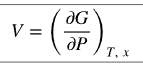 V = (∂G/∂P)_{T, x}